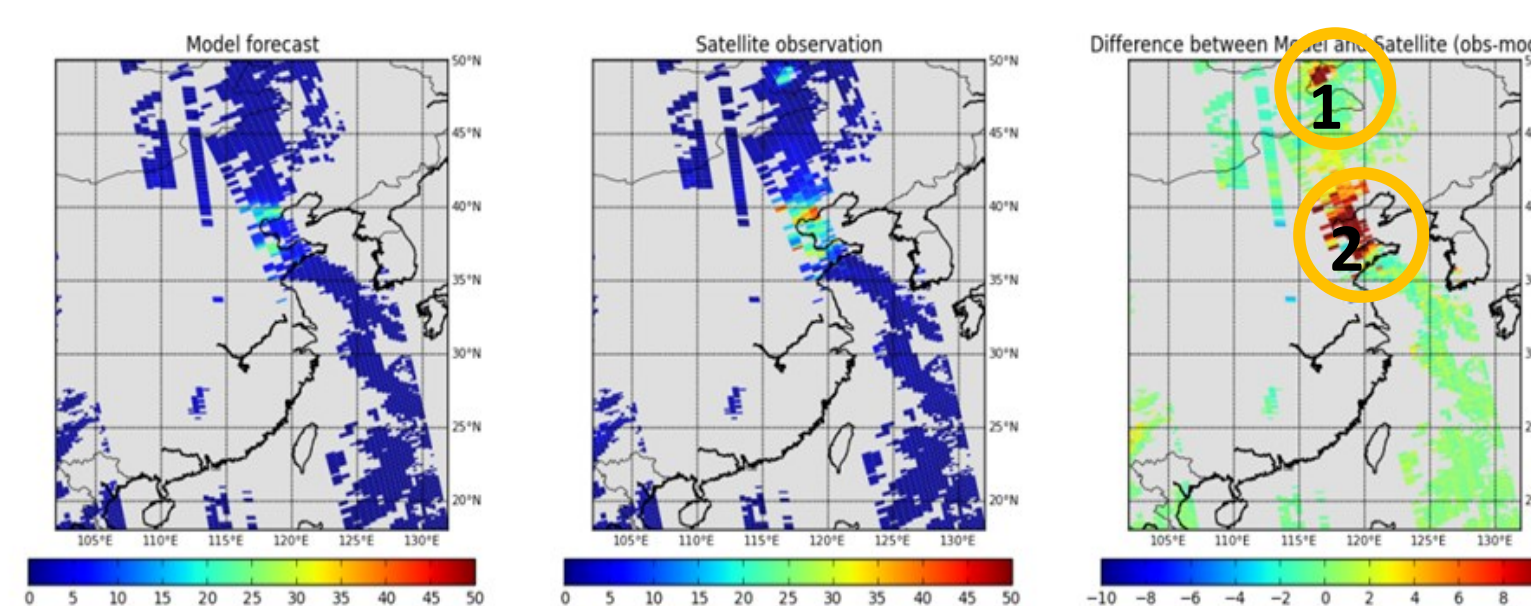 Model forecast
50°N
45°N
40°N
35°N
30°N
25°N
20°N
105°E 110°E 115°E 120°E 125°E 130°E
0 5 10 15 20 25 30 35 40 45 50
Satellite observation
50°N
45°N
40°N
35°N
30°N
25°N
20°N
105°E 110°E 115°E 120°E 125°E 130°E
0 5 10 15 20 25 30 35 40 45 50
Difference between Model and Satellite (obs-mo
1
2
105°E 110°E 115°E 120°E 125°E 130°E
−10 −8 −6 −4 −2 0 2 4 6 8